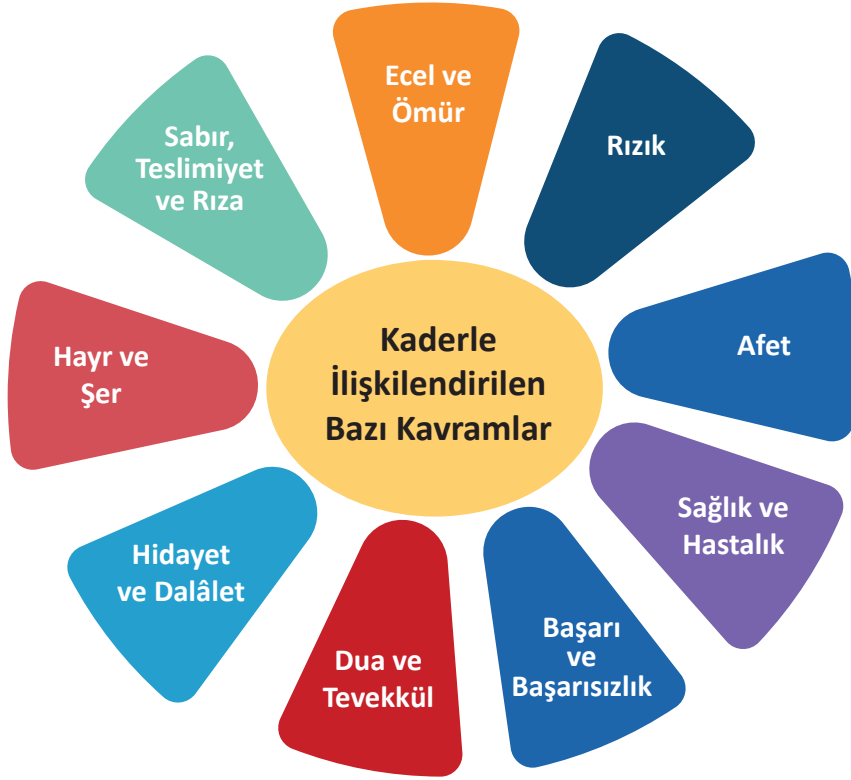 Kaderle
İlişkilendirilen
Bazı Kavramlar
Ecel ve
Ömür
Rızık
Afet
Sağlık ve
Hastalık
Başarı
ve
Başarısızlık
Dua ve
Tevekkül
Hidayet
ve Dalâlet
Hayr ve
Şer
Sabır,
Teslimiyet
ve Rıza